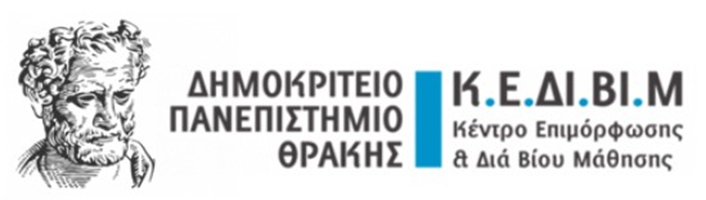 ΔΗΜΟΚΡΙΤΕΙΟ
ΠΑΝΕΠΙΣΤΗΜΙΟ
ΘΡΑΚΗΣ
Κ.Ε.ΔΙ.ΒΙ.Μ
Κέντρο Επιμόρφωσης
& Διά Βίου Μάθησης